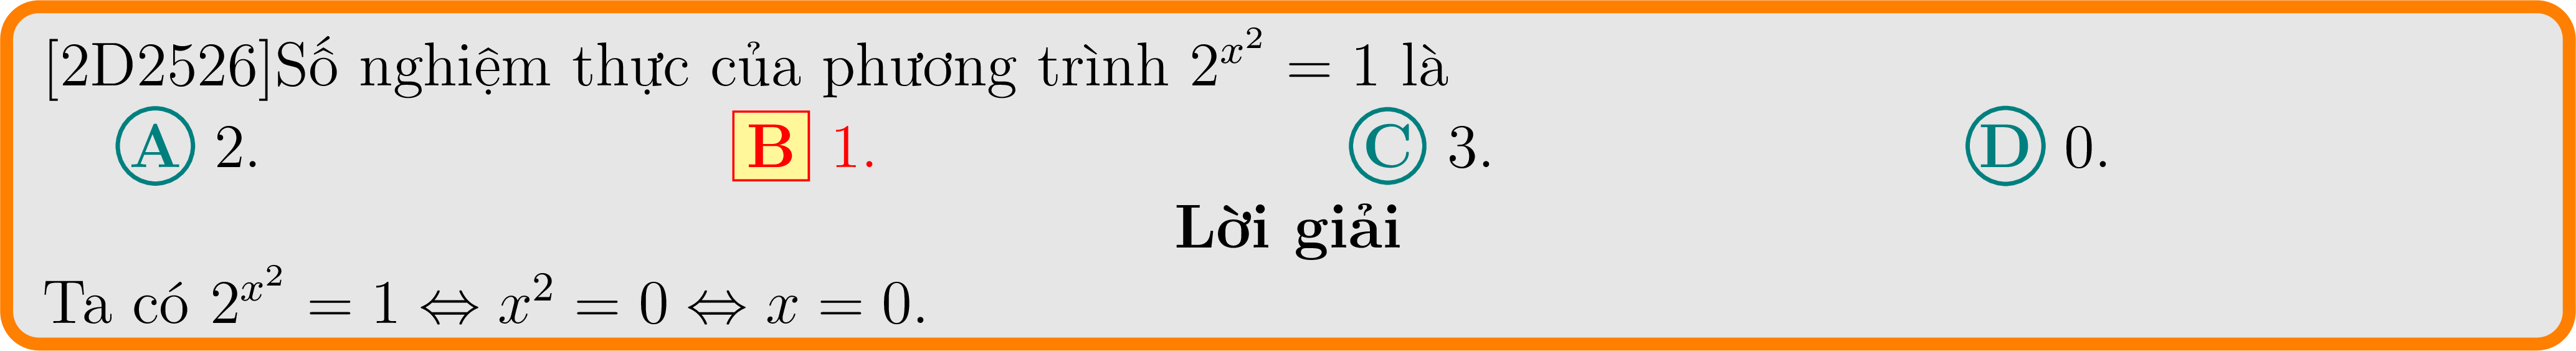 [2D2526]Số nghiệm thực của phương trình $2^{x^2} = 1$ là
A 2. B 1. C 3. D 0.
Lời giải
Ta có $2^{x^2} = 1 \Leftrightarrow x^2 = 0 \Leftrightarrow x = 0$.